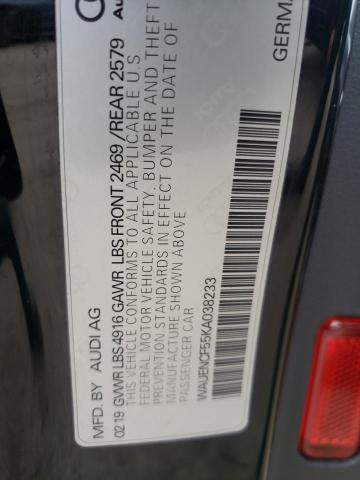 MFD. BY AUDI AG
GERM
02 19 GVWR LBS 4916 GAWR LBS FRONT 2469 / REAR 2579
THIS VEHICLE CONFORMS TO ALL APPLICABLE U.S.
FEDERAL MOTOR VEHICLE SAFETY, BUMPER AND THEFT
PREVENTION STANDARDS IN EFFECT ON THE DATE OF
MANUFACTURE SHOWN ABOVE
PASSENGER CAR
WAUENCF55KA038233